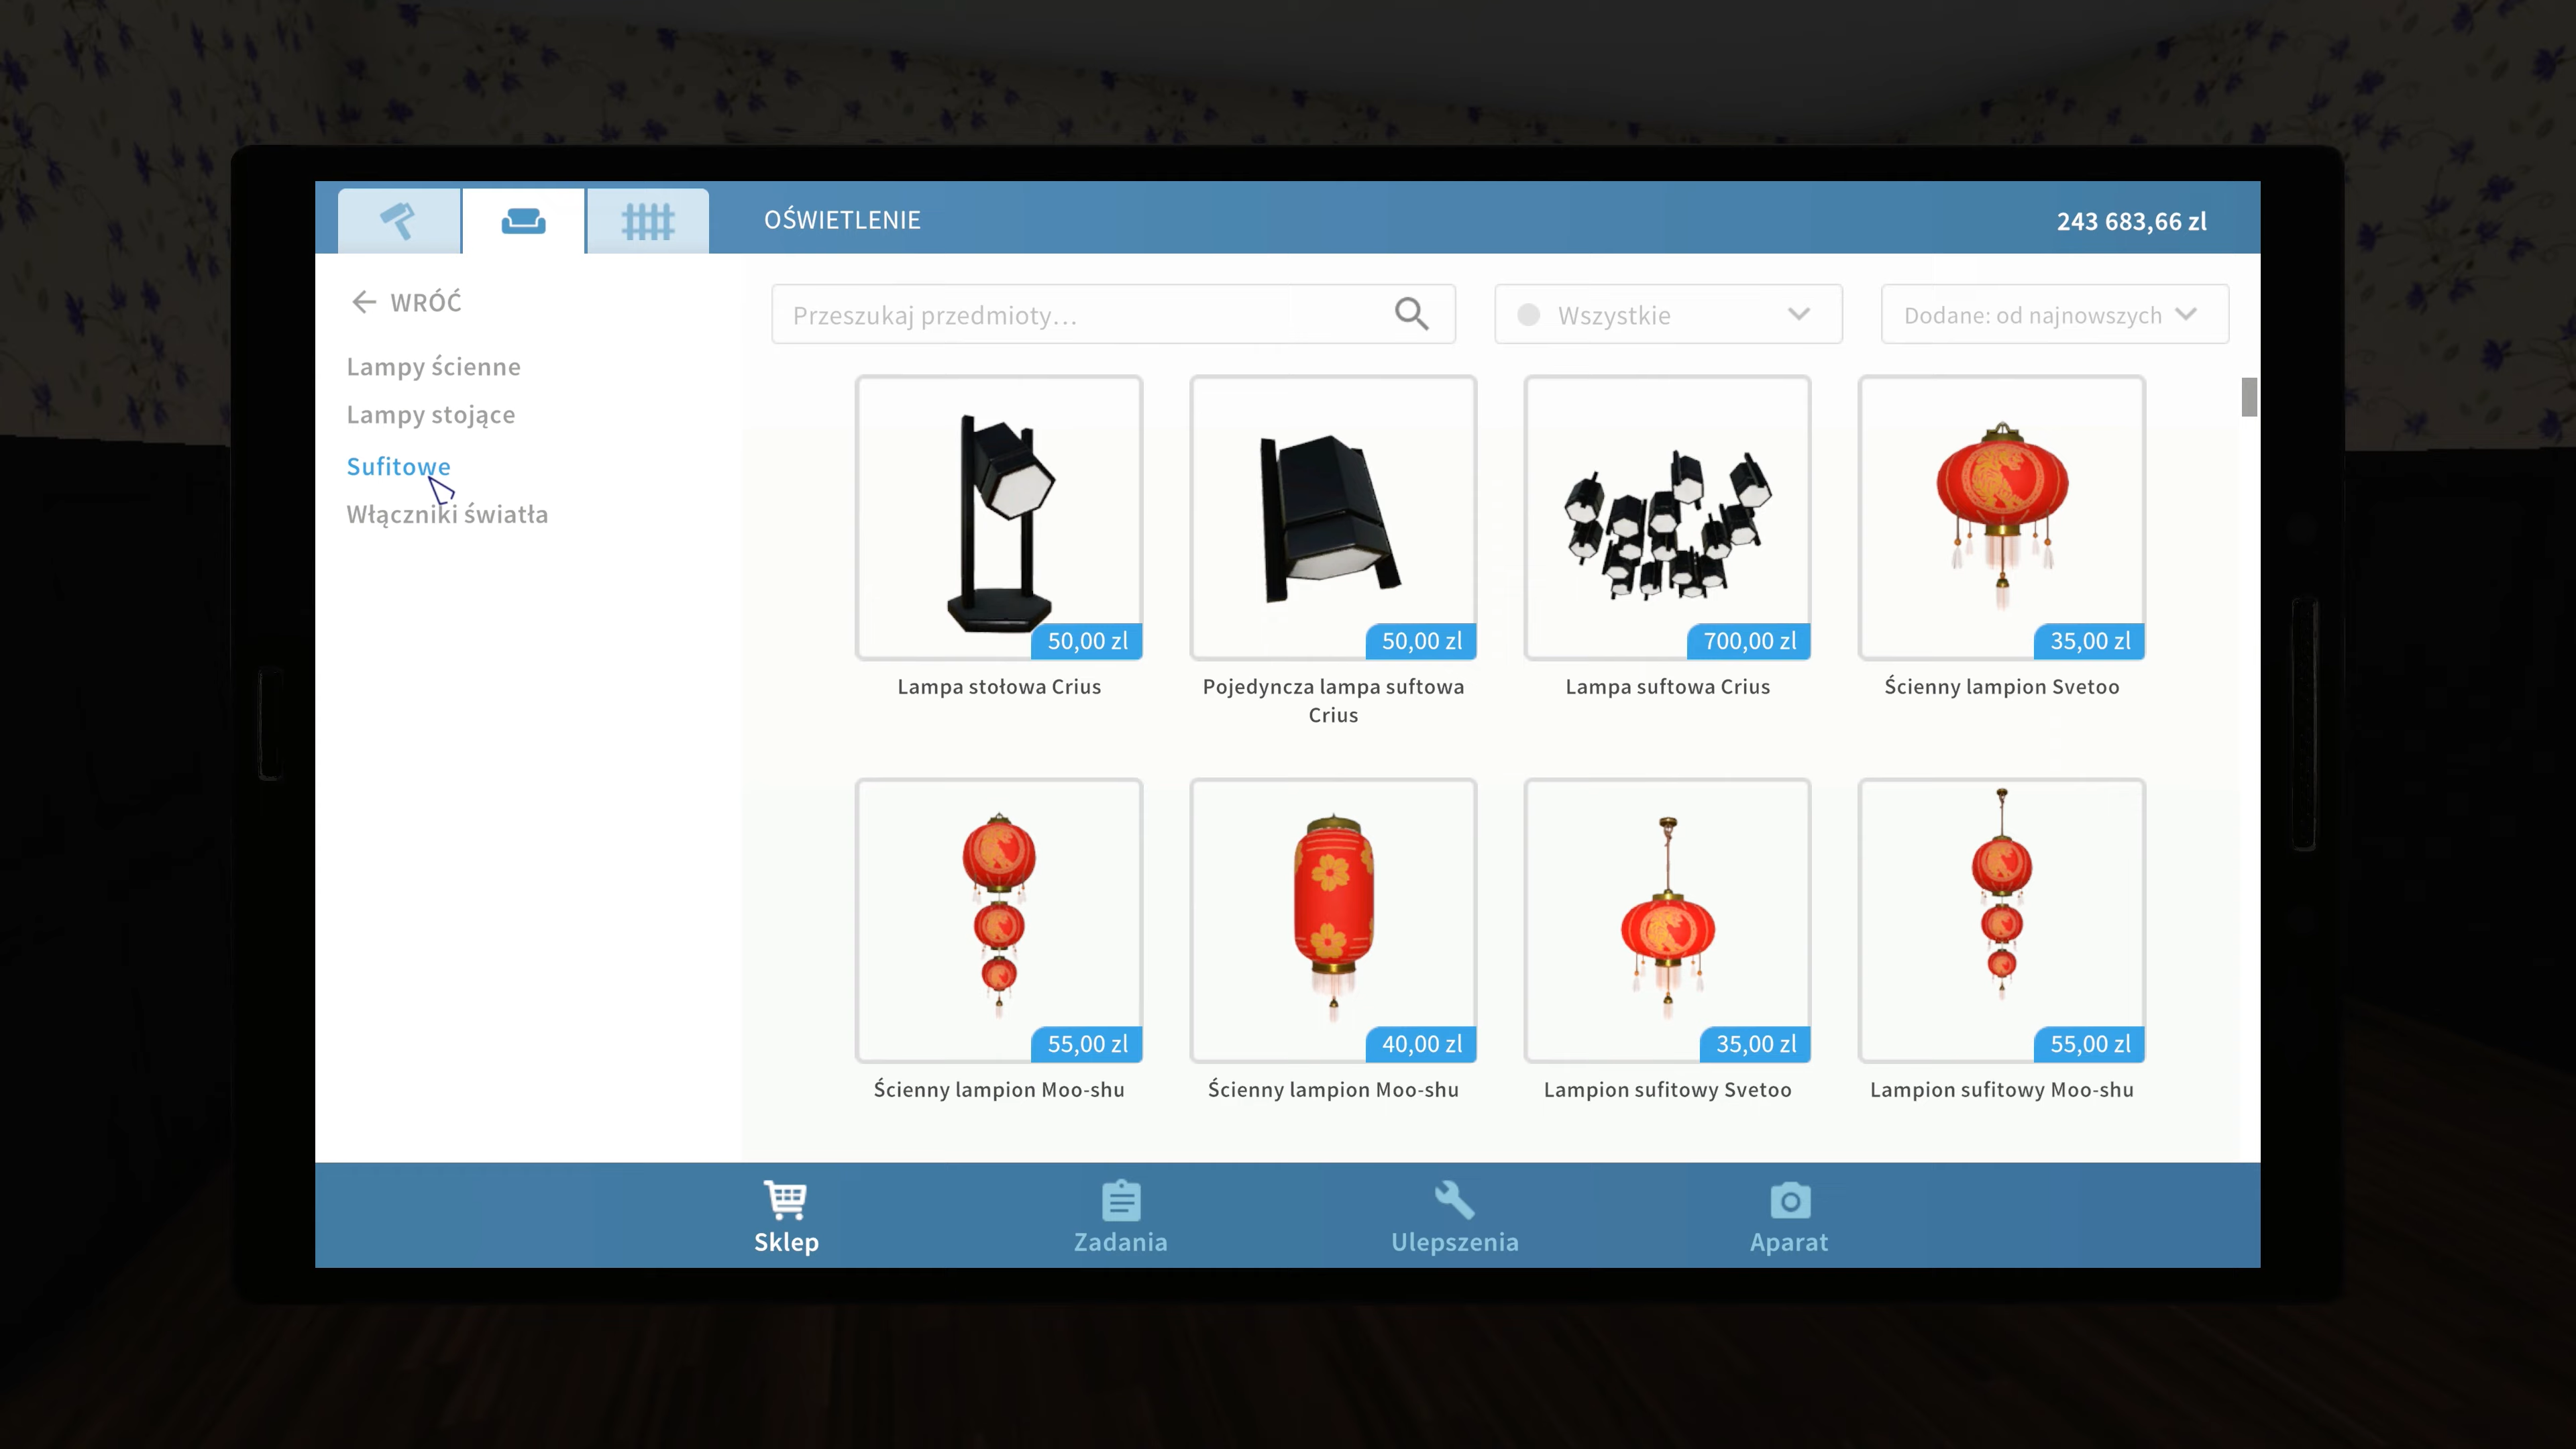 OŚWIETLENIE
243 683,66 zl
WRÓĆ
Lampy ścienne
Lampy stojące
Sufitowe
Włączniki światła
Przeszukaj przedmioty...
Wszystkie
Dodane: od najnowszych
50,00 zl
50,00 zl
700,00 zl
35,00 zl
Lampa stołowa Crius
Pojedyncza lampa suftowa
Crius
Lampa suftowa Crius
Ścienny lampion Svetoo
55,00 zl
40,00 zl
35,00 zl
55,00 zl
Ścienny lampion Moo-shu
Ścienny lampion Moo-shu
Lampion sufitowy Svetoo
Lampion sufitowy Moo-shu
Sklep
Zadania
Ulepszenia
Aparat